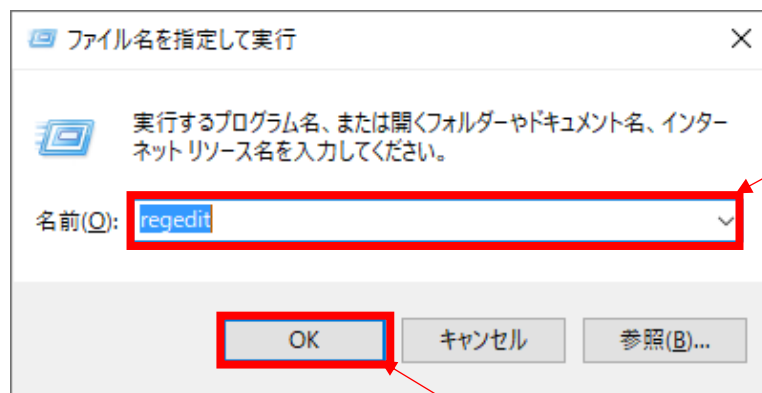 ファイル名を指定して実行
実行するプログラム名、または開くフォルダーやドキュメント名、インター
ネット リソース名を入力してください。
名前(O): regedit
OK キャンセル 参照(B)...